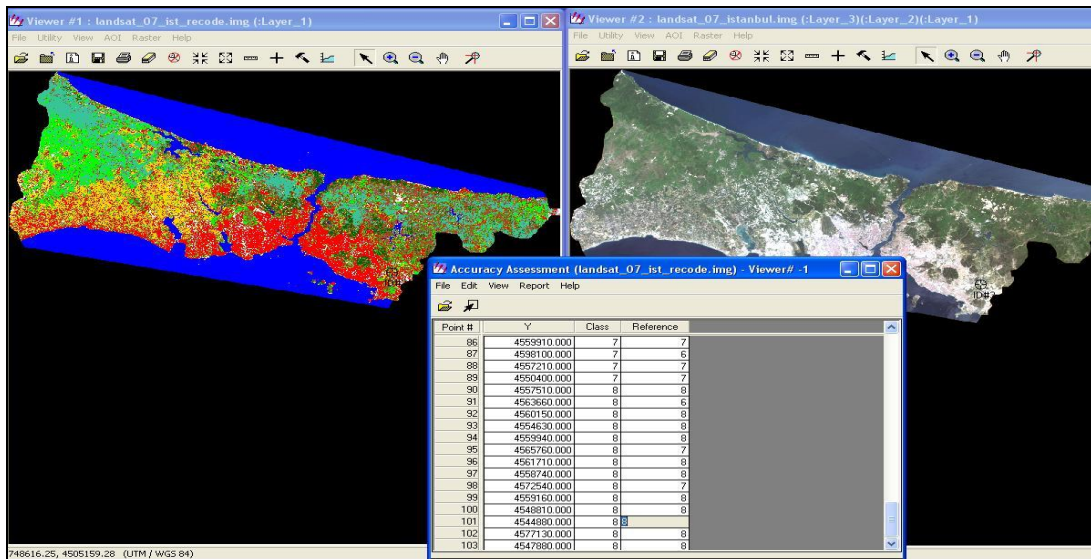 Viewer #1 : landsat_07_ist_recode.img (:Layer_1)
File Utility View AOI Raster Help
Viewer #2 : landsat_07_istanbul.img (:Layer_3)(:Layer_2)(:Layer_1)
File Utility View AOI Raster Help
Accuracy Assessment (landsat_07_ist_recode.img) - Viewer# -1
File Edit View Report Help
Point # Y Class Reference
86 4559910.000 7 7
87 4598100.000 7 6
88 4557210.000 7 7
89 4550400.000 7 7
90 4557510.000 8 8
91 4563660.000 8 6
92 4560150.000 8 8
93 4554630.000 8 8
94 4559940.000 8 8
95 4565760.000 8 7
96 4561710.000 8 8
97 4558740.000 8 8
98 4572540.000 8 7
99 4559160.000 8 8
100 4548810.000 8 8
101 4544880.000 8 8
102 4577130.000 8 8
103 4547880.000 8 8
748616.25, 4505159.28 (UTM / WGS 84)